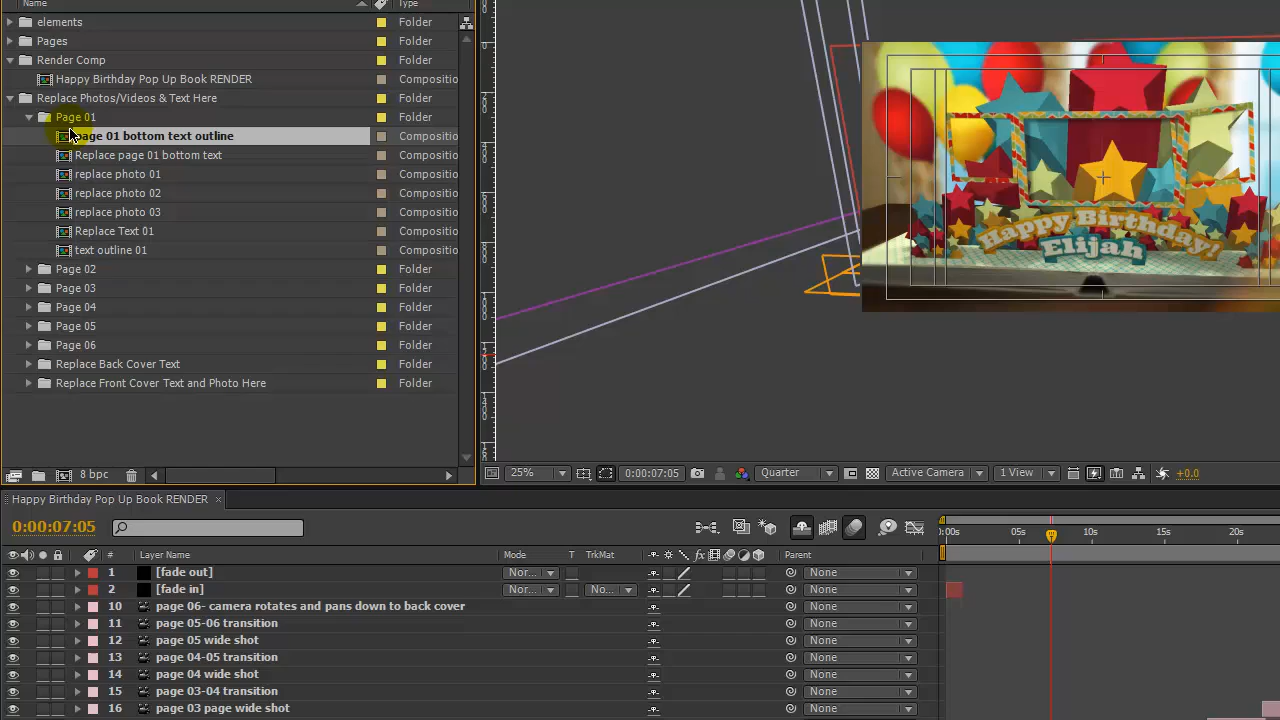 Name Type
elements Folder
Pages Folder
Render Comp Folder
Happy Birthday Pop Up Book RENDER Compositio
Replace Photos/Videos & Text Here Folder
Page 01 Folder
page 01 bottom text outline Compositio
Replace page 01 bottom text Compositio
replace photo 01 Compositio
replace photo 02 Compositio
replace photo 03 Compositio
Replace Text 01 Compositio
text outline 01 Compositio
Page 02 Folder
Page 03 Folder
Page 04 Folder
Page 05 Folder
Page 06 Folder
Replace Back Cover Text Folder
Replace Front Cover Text and Photo Here Folder
Happy Birthday!
Elijah
8 bpc
25% 0:00:07:05 Quarter Active Camera 1 View +0.0
Happy Birthday Pop Up Book RENDER ×
0:00:07:05
:00s 05s 10s 15s 20s
# Layer Name Mode T TrkMat fx Parent
1 [fade out] Nor... None
2 [fade in] Nor... No... None
10 page 06- camera rotates and pans down to back cover None
11 page 05-06 transition None
12 page 05 wide shot None
13 page 04-05 transition None
14 page 04 wide shot None
15 page 03-04 transition None
16 page 03 page wide shot None